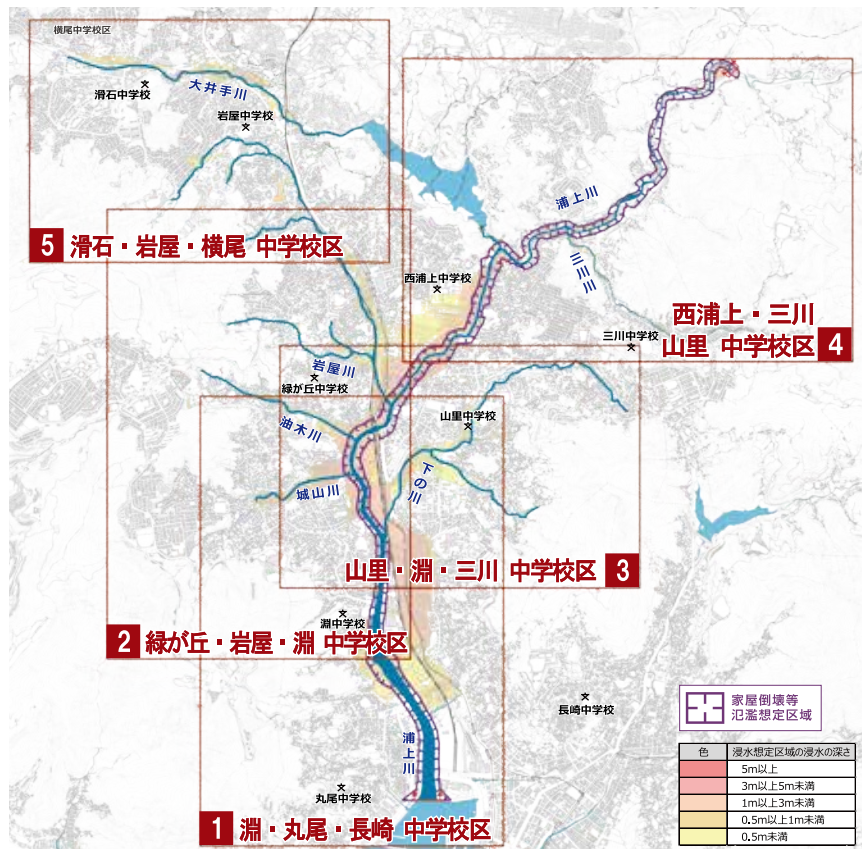 横尾中学校区
滑石中学校
大井手川
岩屋中学校
5 滑石・岩屋・横尾 中学校区
浦上川
三川川
西浦上中学校
西浦上・三川
山里 中学校区 4
三川中学校
岩屋川
緑が丘中学校
山里中学校
油木川
下の川
城山川
山里・淵・三川 中学校区 3
淵中学校
2 緑が丘・岩屋・淵 中学校区
長崎中学校
浦上川
丸尾中学校
1 淵・丸尾・長崎 中学校区
家屋倒壊等
氾濫想定区域
色 浸水想定区域の浸水の深さ
5m以上
3m以上5m未満
1m以上3m未満
0.5m以上1m未満
0.5m未満